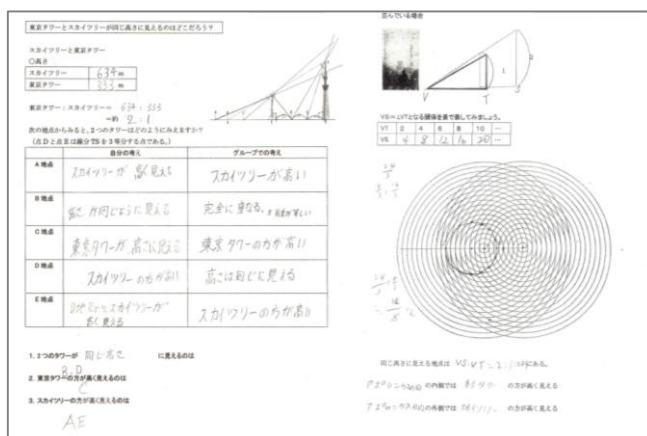 東京タワーとスカイツリーが同じ高さに見えるのはどこだろう?
スカイツリーと東京タワー
○高さ
スカイツリー 634 m
東京タワー 333 m
東京タワー:スカイツリー= 634:333
=約 2:1
次の地点からみると、2つのタワーはどのようにみえますか?
(点Dと点Eは線分TSを3等分する点である。)
自分の考え グループでの考え
A地点 スカイツリーが 高く見える スカイツリーが高い
B地点 高さが同じように見える 完全に重なる。
C地点 東京タワーが 高さに見える 東京タワーの方が高い
D地点 スカイツリーの方が高い 高さは同じに見える
E地点 スカイツリーが 高く見える スカイツリーの方が高い
1. 2つのタワーが 同じ高さ に見えるのは
B,D
2. 東京タワーの方が高く見えるのは
C
3. スカイツリーの方が高く見えるのは
AE
並んでいる場合
1
2
V T S
VS=2VTとなる関係を表で表してみましょう。
VT 2 4 6 8 10 …
VS 4 8 12 16 20 …
同じ高さに見える地点は VS:VT=2:1 にある。
の内側では 東京タワー の方が高く見える
の外側では スカイツリー の方が高く見える